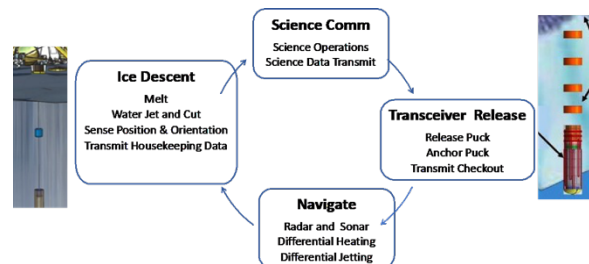 Science Comm
Science Operations
Science Data Transmit
Ice Descent
Melt
Water Jet and Cut
Sense Position & Orientation
Transmit Housekeeping Data
Transceiver Release
Release Puck
Anchor Puck
Transmit Checkout
Navigate
Radar and Sonar
Differential Heating
Differential Jetting